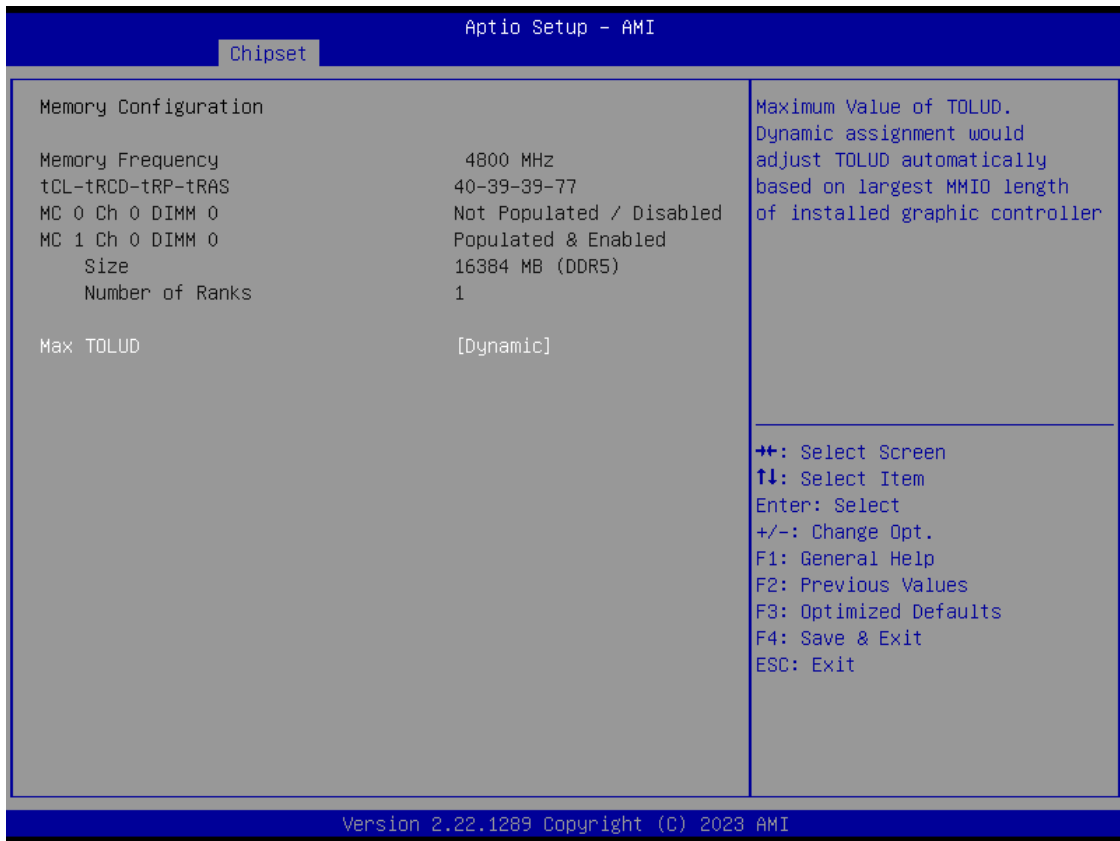 Aptio Setup - AMI
Chipset
Memory Configuration
Memory Frequency 4800 MHz
tCL-tRCD-tRP-tRAS 40-39-39-77
MC 0 Ch 0 DIMM 0 Not Populated / Disabled
MC 1 Ch 0 DIMM 0 Populated & Enabled
Size 16384 MB (DDR5)
Number of Ranks 1
Max TOLUD [Dynamic]
Maximum Value of TOLUD.
Dynamic assignment would
adjust TOLUD automatically
based on largest MMIO length
of installed graphic controller
→←: Select Screen
↑↓: Select Item
Enter: Select
+/-: Change Opt.
F1: General Help
F2: Previous Values
F3: Optimized Defaults
F4: Save & Exit
ESC: Exit
Version 2.22.1289 Copyright (C) 2023 AMI